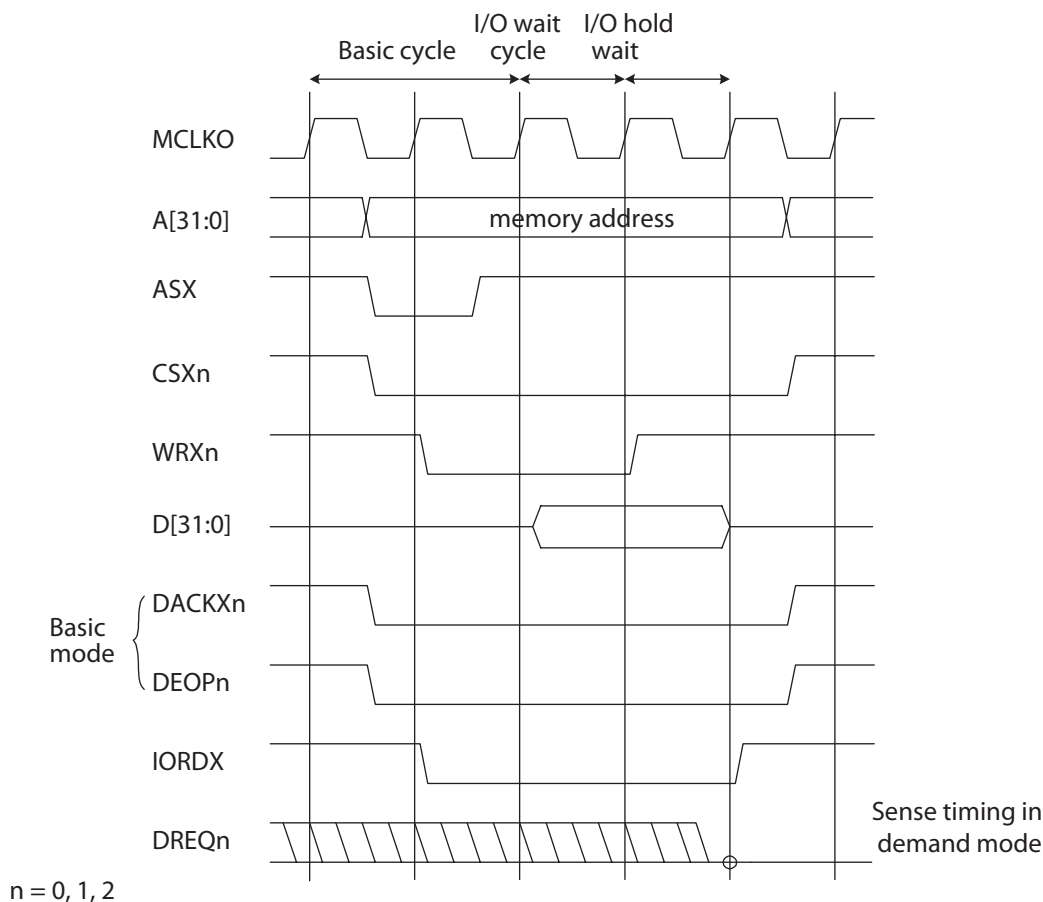 I/O wait
cycle
I/O hold
wait
Basic cycle
MCLKO
A[31:0]
memory address
ASX
CSXn
WRXn
D[31:0]
DACKXn
Basic
mode
DEOPn
IORDX
DREQn
Sense timing in
demand mode
n = 0, 1, 2